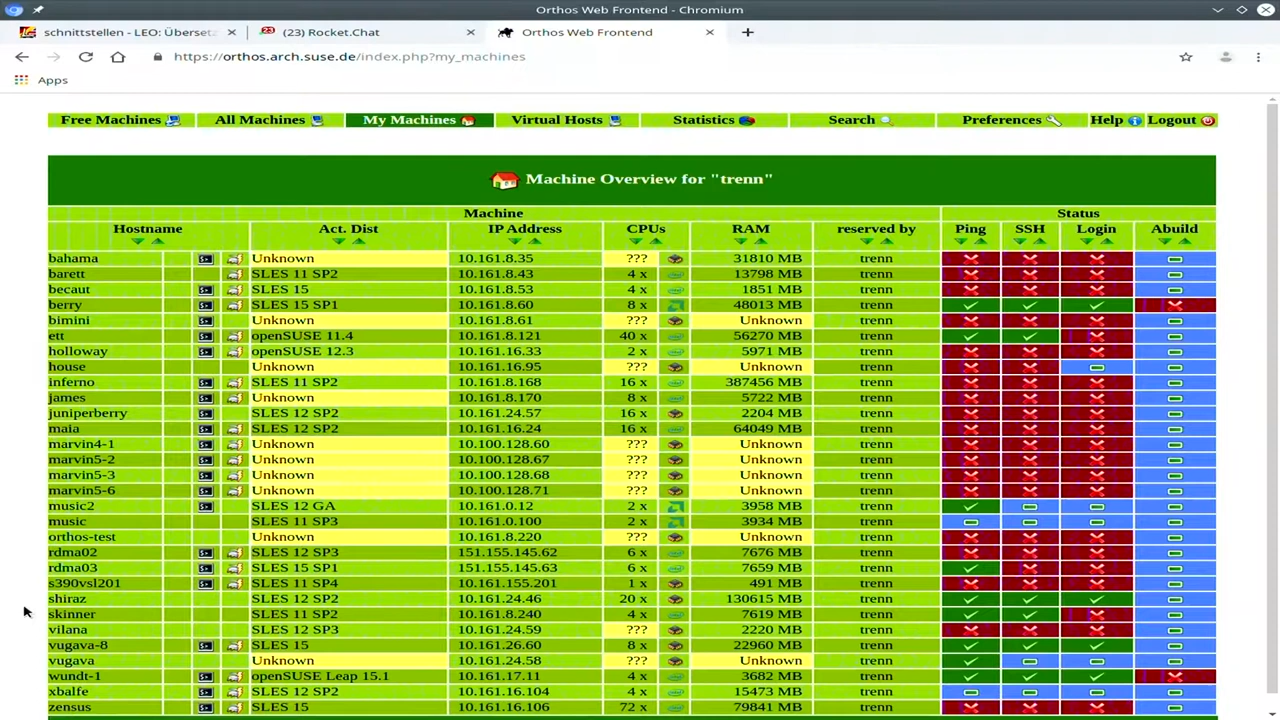 Orthos Web Frontend - Chromium
schnittstellen - LEO: Überset
(23) Rocket.Chat
Orthos Web Frontend
https://orthos.arch.suse.de/index.php?my_machines
Apps
Free Machines All Machines My Machines Virtual Hosts Statistics Search Preferences Help Logout
Machine Overview for "trenn"
Machine Status
Hostname Act. Dist IP Address CPUs RAM reserved by Ping SSH Login Abuild
bahama Unknown 10.161.8.35 ??? 31810 MB trenn
barett SLES 11 SP2 10.161.8.43 4 x 13798 MB trenn
becaut SLES 15 10.161.8.53 4 x 1851 MB trenn
berry SLES 15 SP1 10.161.8.60 8 x 48013 MB trenn
bimini Unknown 10.161.8.61 ??? Unknown trenn
ett openSUSE 11.4 10.161.8.121 40 x 56270 MB trenn
holloway openSUSE 12.3 10.161.16.33 2 x 5971 MB trenn
house Unknown 10.161.16.95 ??? Unknown trenn
inferno SLES 11 SP2 10.161.8.168 16 x 387456 MB trenn
james Unknown 10.161.8.170 8 x 5722 MB trenn
juniperberry SLES 12 SP2 10.161.24.57 16 x 2204 MB trenn
maia SLES 12 SP2 10.161.16.24 16 x 64049 MB trenn
marvin4-1 Unknown 10.100.128.60 ??? Unknown trenn
marvin5-2 Unknown 10.100.128.67 ??? Unknown trenn
marvin5-3 Unknown 10.100.128.68 ??? Unknown trenn
marvin5-6 Unknown 10.100.128.71 ??? Unknown trenn
music2 SLES 12 GA 10.161.0.12 2 x 3958 MB trenn
music SLES 11 SP3 10.161.0.100 2 x 3934 MB trenn
orthos-test Unknown 10.161.8.220 ??? Unknown trenn
rdma02 SLES 12 SP3 151.155.145.62 6 x 7676 MB trenn
rdma03 SLES 15 SP1 151.155.145.63 6 x 7659 MB trenn
s390vsl201 SLES 11 SP4 10.161.155.201 1 x 491 MB trenn
shiraz SLES 12 SP2 10.161.24.46 20 x 130615 MB trenn
skinner SLES 11 SP2 10.161.8.240 4 x 7619 MB trenn
vilana SLES 12 SP3 10.161.24.59 ??? 2220 MB trenn
vugava-8 SLES 15 10.161.26.60 8 x 22960 MB trenn
vugava Unknown 10.161.24.58 ??? Unknown trenn
wundt-1 openSUSE Leap 15.1 10.161.17.11 4 x 3682 MB trenn
xbalfe SLES 12 SP2 10.161.16.104 4 x 15473 MB trenn
zensus SLES 15 10.161.16.106 72 x 79841 MB trenn